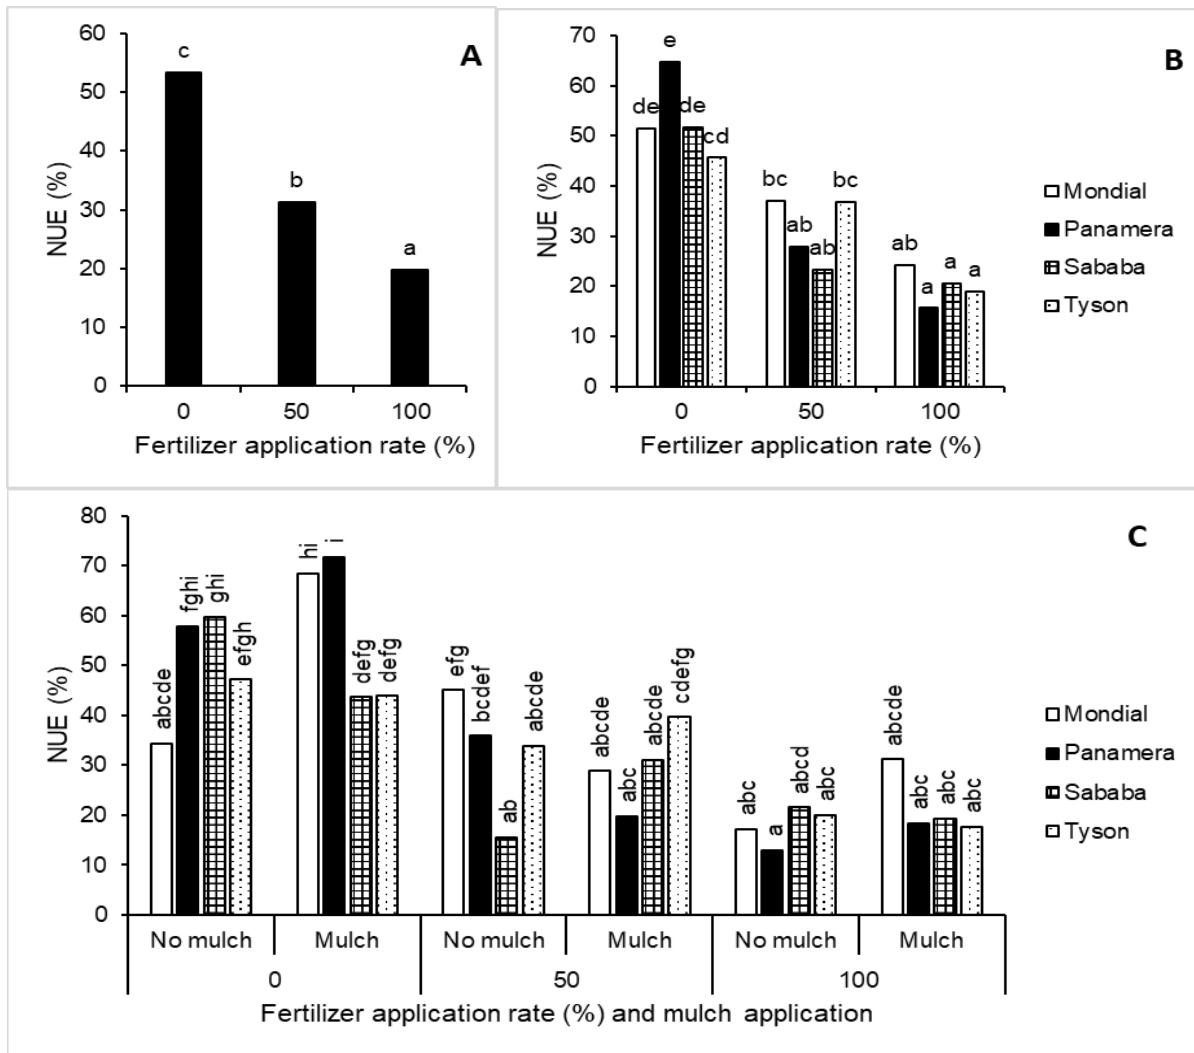 A
60
50
40
30
20
10
0
NUE (%)
c
b
a
0 50 100
Fertilizer application rate (%)
B
70
60
50
40
30
20
10
0
NUE (%)
de e de cd
bc ab ab bc
ab a a a
0 50 100
Fertilizer application rate (%)
Mondial
Panamera
Sababa
Tyson
C
80
70
60
50
40
30
20
10
0
NUE (%)
abcde fghi ghi efgh
hi i defg defg
efg bcdef ab abcde
abcde abc abcde cdefg
abc a abcd abc
abcde abc abc abc
No mulch Mulch No mulch Mulch No mulch Mulch
0 50 100
Fertilizer application rate (%) and mulch application
Mondial
Panamera
Sababa
Tyson